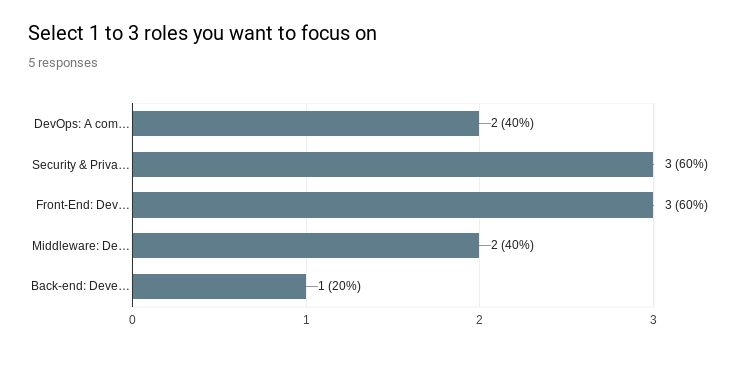 Select 1 to 3 roles you want to focus on
5 responses
DevOps: A com… 2 (40%)
Security & Priva… 3 (60%)
Front-End: Dev… 3 (60%)
Middleware: De… 2 (40%)
Back-end: Deve… 1 (20%)
0 1 2 3